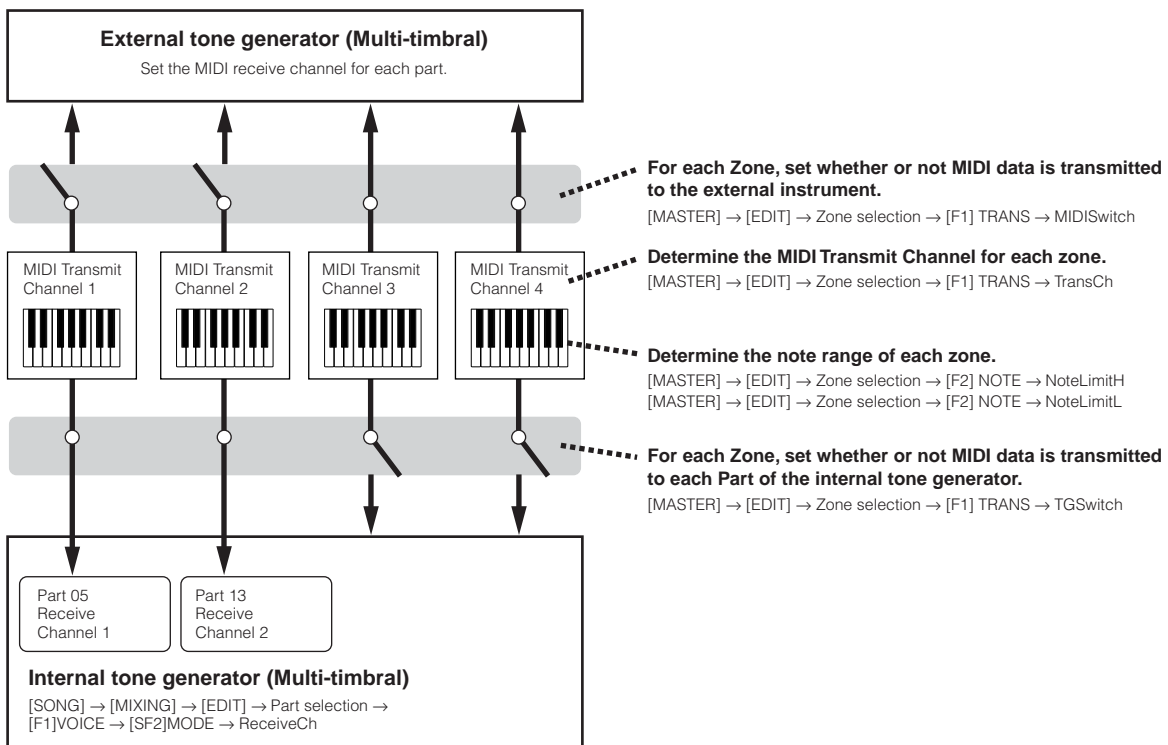 External tone generator (Multi-timbral)
Set the MIDI receive channel for each part.
For each Zone, set whether or not MIDI data is transmitted
to the external instrument.
[MASTER] → [EDIT] → Zone selection → [F1] TRANS → MIDISwitch
MIDI Transmit
Channel 1
MIDI Transmit
Channel 2
MIDI Transmit
Channel 3
MIDI Transmit
Channel 4
Determine the MIDI Transmit Channel for each zone.
[MASTER] → [EDIT] → Zone selection → [F1] TRANS → TransCh
Determine the note range of each zone.
[MASTER] → [EDIT] → Zone selection → [F2] NOTE → NoteLimitH
[MASTER] → [EDIT] → Zone selection → [F2] NOTE → NoteLimitL
For each Zone, set whether or not MIDI data is transmitted
to each Part of the internal tone generator.
[MASTER] → [EDIT] → Zone selection → [F1] TRANS → TGSwitch
Part 05
Receive
Channel 1
Part 13
Receive
Channel 2
Internal tone generator (Multi-timbral)
[SONG] → [MIXING] → [EDIT] → Part selection →
[F1]VOICE → [SF2]MODE → ReceiveCh